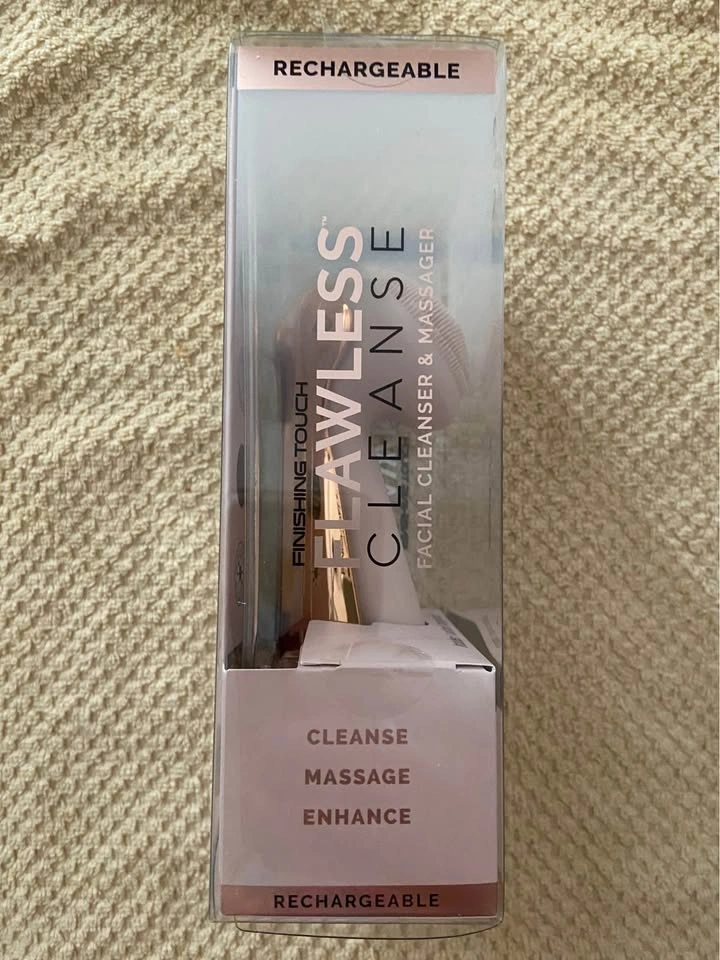 RECHARGEABLE
FINISHING TOUCH
FLAWLESS™
CLEANSE
FACIAL CLEANSER & MASSAGER
CLEANSE
MASSAGE
ENHANCE
RECHARGEABLE